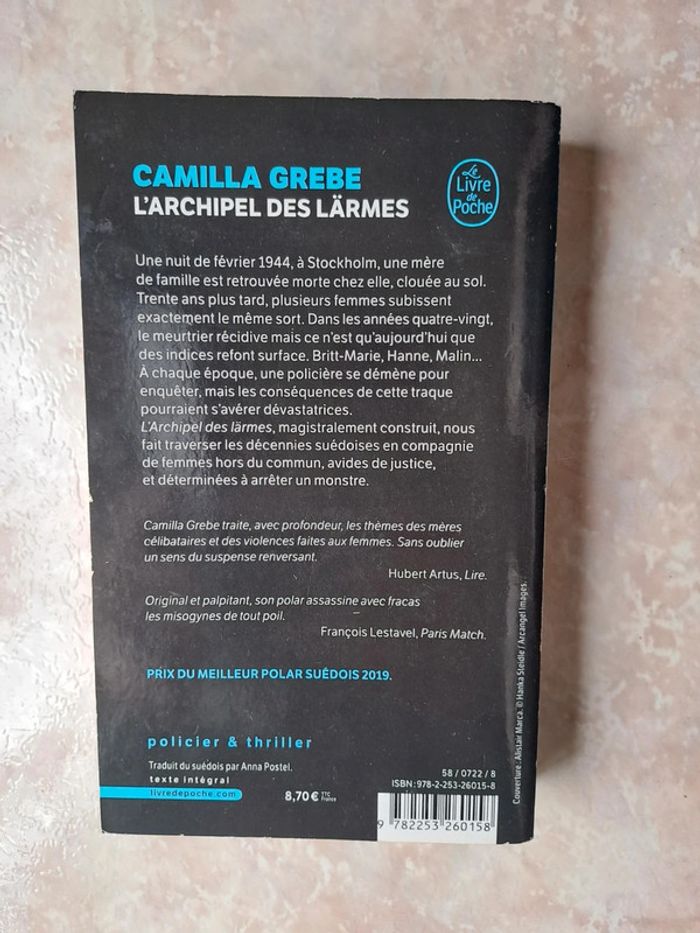 CAMILLA GREBE
L'ARCHIPEL DES LÄRMES
Le
Livre
de
Poche
Une nuit de février 1944, à Stockholm, une mère
de famille est retrouvée morte chez elle, clouée au sol.
Trente ans plus tard, plusieurs femmes subissent
exactement le même sort. Dans les années quatre-vingt,
le meurtrier récidive mais ce n'est qu'aujourd'hui que
des indices refont surface. Britt-Marie, Hanne, Malin...
À chaque époque, une policière se démène pour
enquêter, mais les conséquences de cette traque
pourraient s'avérer dévastatrices.
L'Archipel des lärmes, magistralement construit, nous
fait traverser les décennies suédoises en compagnie
de femmes hors du commun, avides de justice,
et déterminées à arrêter un monstre.
Camilla Grebe traite, avec profondeur, les thèmes des mères
célibataires et des violences faites aux femmes. Sans oublier
un sens du suspense renversant.
Hubert Artus, Lire.
Original et palpitant, son polar assassine avec fracas
les misogynes de tout poil.
François Lestavel, Paris Match.
PRIX DU MEILLEUR POLAR SUÉDOIS 2019.
policier & thriller
Traduit du suédois par Anna Postel.
texte intégral
livredepoche.com
8,70 € TTC
France
58 / 0722 / 8
ISBN : 978-2-253-26015-8
9 782253 260158
Couverture : Alistair Marca. © Hanka Steidle / Arcangel Images.